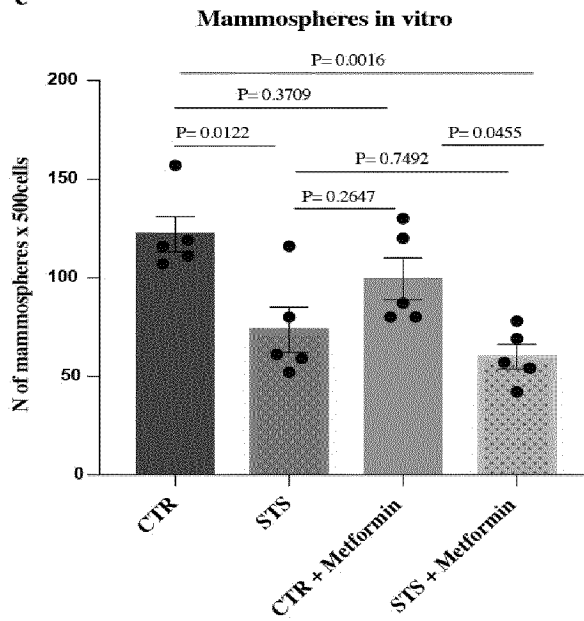 Mammospheres in vitro
P= 0.0016
P= 0.3709
P= 0.0122
P= 0.0455
P= 0.7492
P= 0.2647
N of mammospheres x 500cells
200
150
100
50
0
CTR
STS
CTR + Metformin
STS + Metformin